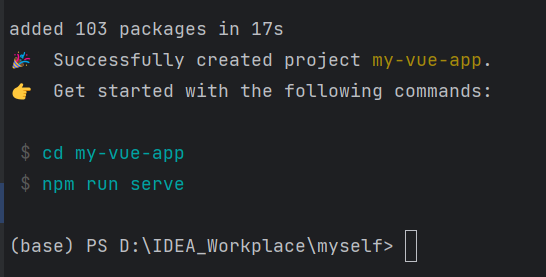 added 103 packages in 17s
🎉  Successfully created project my-vue-app.
👉  Get started with the following commands:
$ cd my-vue-app
$ npm run serve
(base) PS D:\IDEA_Workplace\myself>